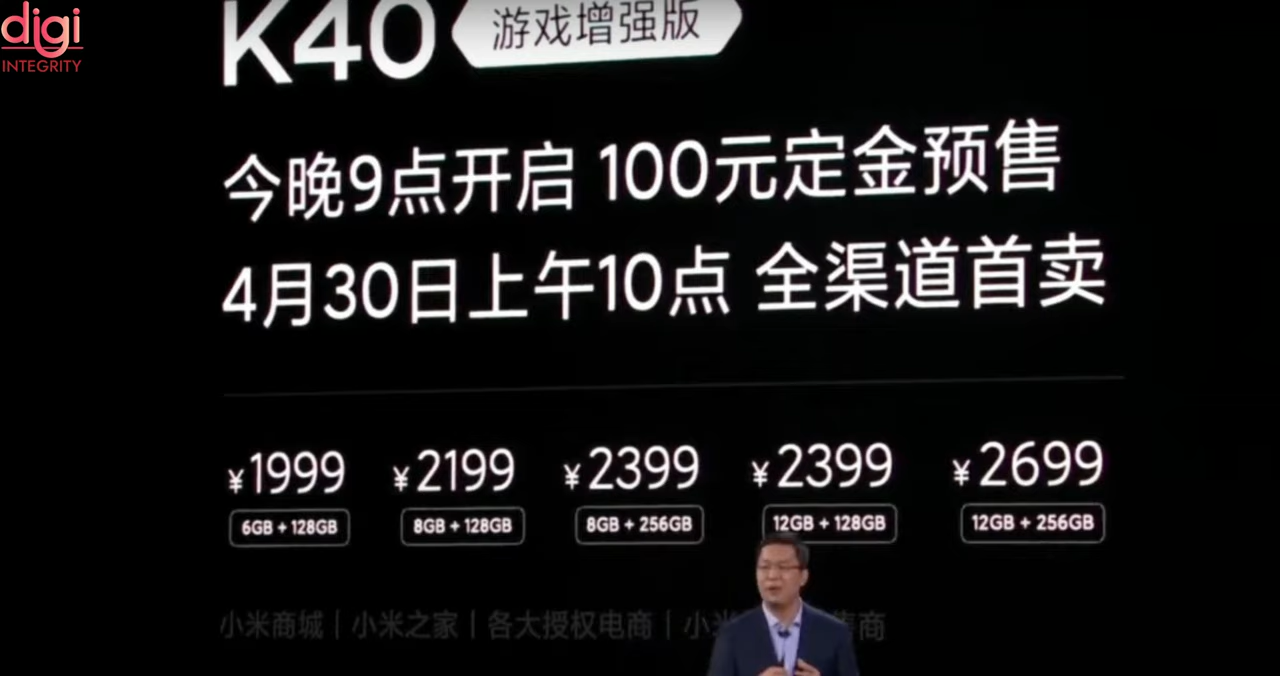 digi
INTEGRITY
K40 游戏增强版
今晚9点开启 100元定金预售
4月30日上午10点 全渠道首卖
¥1999 ¥2199 ¥2399 ¥2399 ¥2699
6GB + 128GB 8GB + 128GB 8GB + 256GB 12GB + 128GB 12GB + 256GB
小米商城 | 小米之家 | 各大授权电商 | 小米 售商